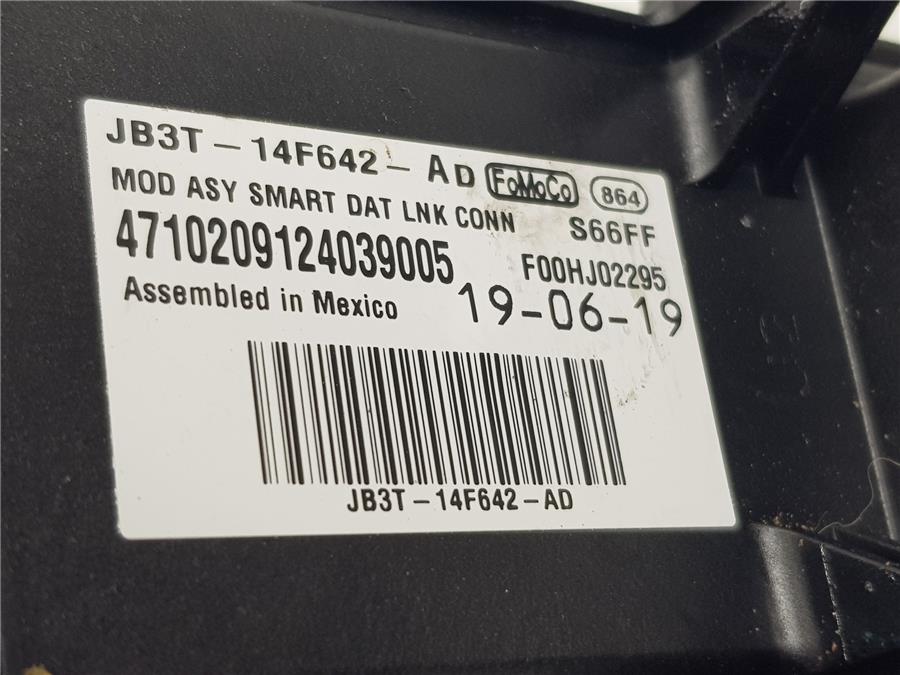 JB3T-14F642-AD FoMoCo 864
MOD ASY SMART DAT LNK CONN S66FF
4710209124039005 F00HJ02295
Assembled in Mexico 19-06-19
JB3T-14F642-AD